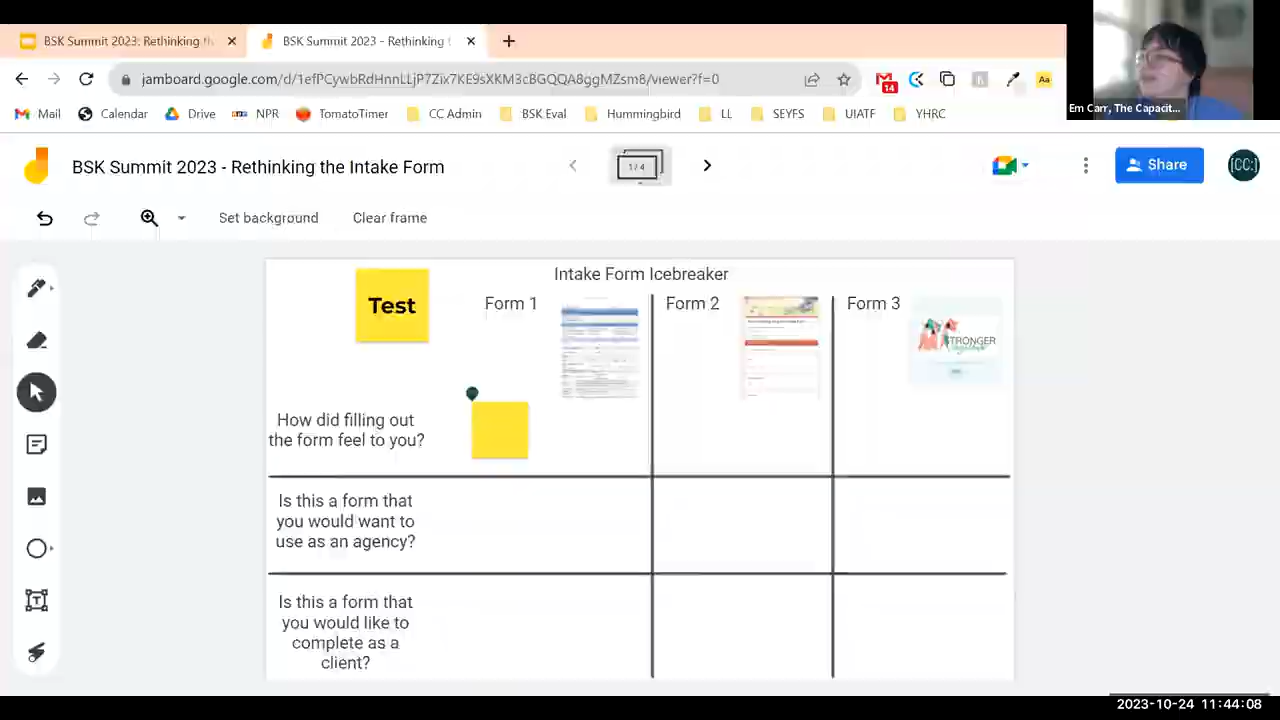 BSK Summit 2023: Rethinking th
BSK Summit 2023 - Rethinking t
jamboard.google.com/d/1efPCywbRdHnnLLjP7Zix7KE9sXKM3cBGQQA8ggMZsm8/viewer?f=0
14
Aa
Em Carr, The Capacit...
Mail Calendar Drive NPR TomatoTimer CC Admin BSK Eval Hummingbird LL SEYFS UIATF YHRC
BSK Summit 2023 - Rethinking the Intake Form
1 / 4
Share
[CC:]
Set background Clear frame
Intake Form Icebreaker
Test
Form 1 Form 2 Form 3
STRONGER
How did filling out
the form feel to you?
Is this a form that
you would want to
use as an agency?
Is this a form that
you would like to
complete as a
client?
2023-10-24 11:44:08